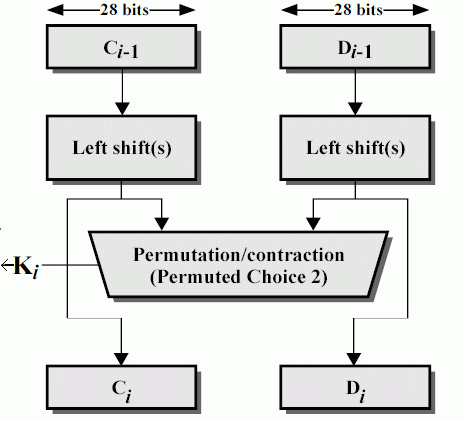 28 bits 28 bits
Ci-1 Di-1
Left shift(s) Left shift(s)
Permutation/contraction
(Permuted Choice 2)
Ki
Ci Di